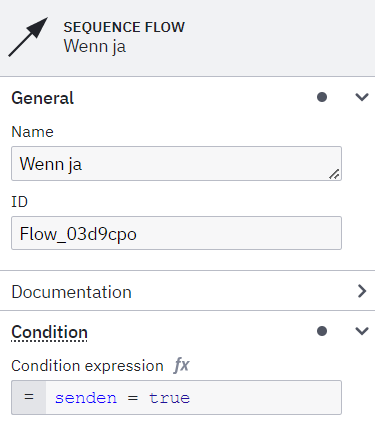 SEQUENCE FLOW
Wenn ja
General
Name
Wenn ja
ID
Flow_03d9cpo
Documentation
Condition
Condition expression fx
= senden = true